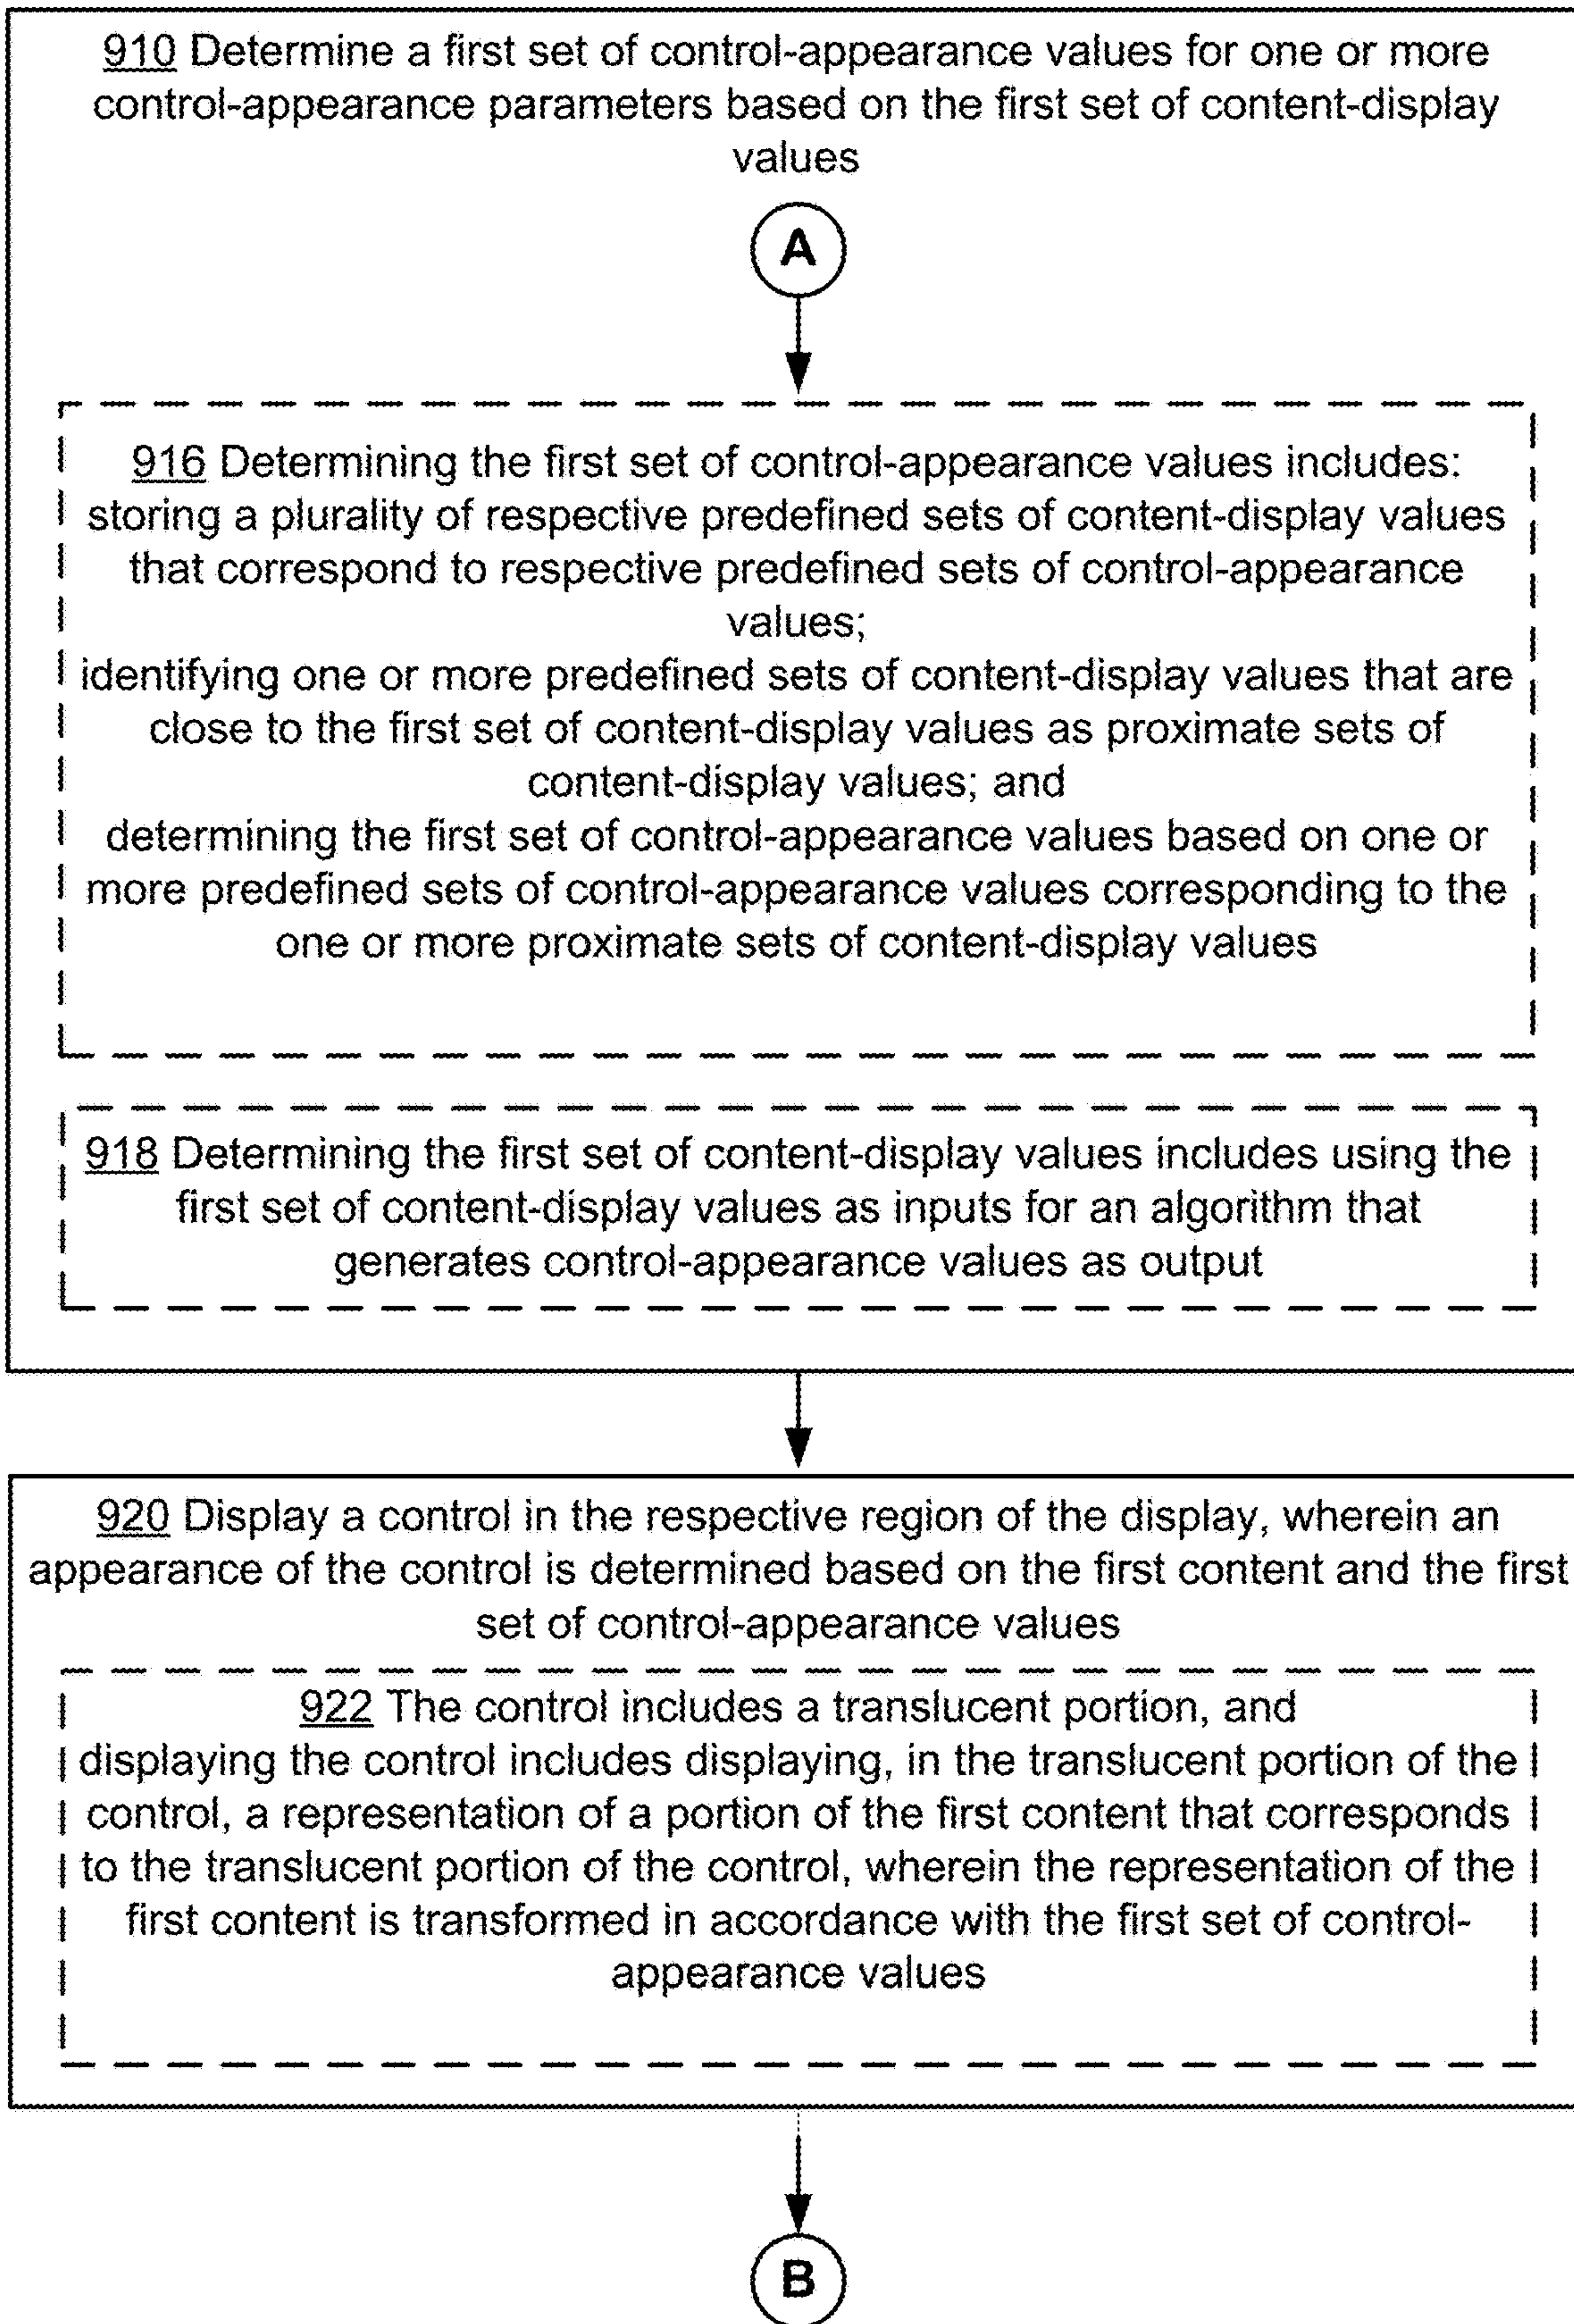 910 Determine a first set of control-appearance values for one or more
control-appearance parameters based on the first set of content-display
values
A
916 Determining the first set of control-appearance values includes:
storing a plurality of respective predefined sets of content-display values
that correspond to respective predefined sets of control-appearance
values;
identifying one or more predefined sets of content-display values that are
close to the first set of content-display values as proximate sets of
content-display values; and
determining the first set of control-appearance values based on one or
more predefined sets of control-appearance values corresponding to the
one or more proximate sets of content-display values
918 Determining the first set of content-display values includes using the
first set of content-display values as inputs for an algorithm that
generates control-appearance values as output
920 Display a control in the respective region of the display, wherein an
appearance of the control is determined based on the first content and the first
set of control-appearance values
922 The control includes a translucent portion, and
displaying the control includes displaying, in the translucent portion of the
control, a representation of a portion of the first content that corresponds
to the translucent portion of the control, wherein the representation of the
first content is transformed in accordance with the first set of control-
appearance values
B